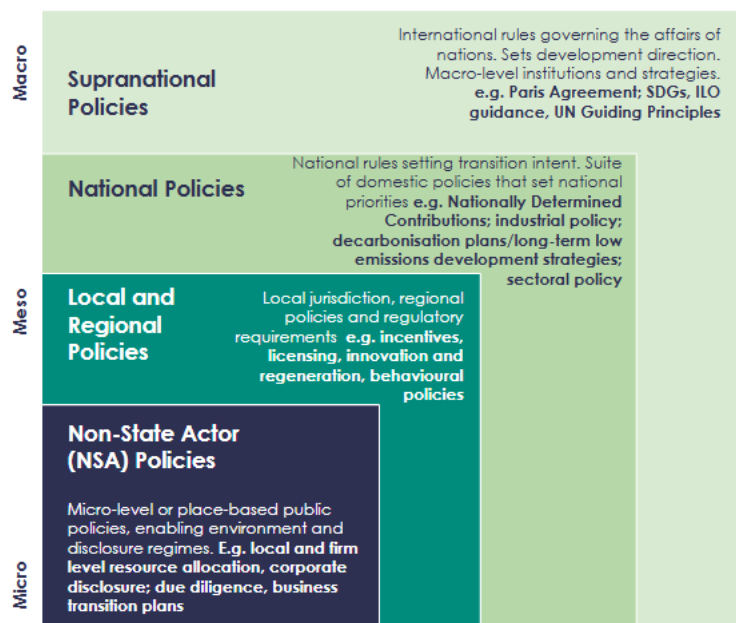 Macro
Supranational
Policies
International rules governing the affairs of
nations. Sets development direction.
Macro-level institutions and strategies.
e.g. Paris Agreement; SDGs, ILO
guidance, UN Guiding Principles
National Policies
National rules setting transition intent. Suite
of domestic policies that set national
priorities e.g. Nationally Determined
Contributions; industrial policy;
decarbonisation plans/long-term low
emissions development strategies;
sectoral policy
Meso
Local and
Regional
Policies
Local jurisdiction, regional
policies and regulatory
requirements e.g. incentives,
licensing, innovation and
regeneration, behavioural
policies
Non-State Actor
(NSA) Policies
Micro-level or place-based public
policies, enabling environment and
disclosure regimes. E.g. local and firm
level resource allocation, corporate
disclosure; due diligence, business
transition plans
Micro